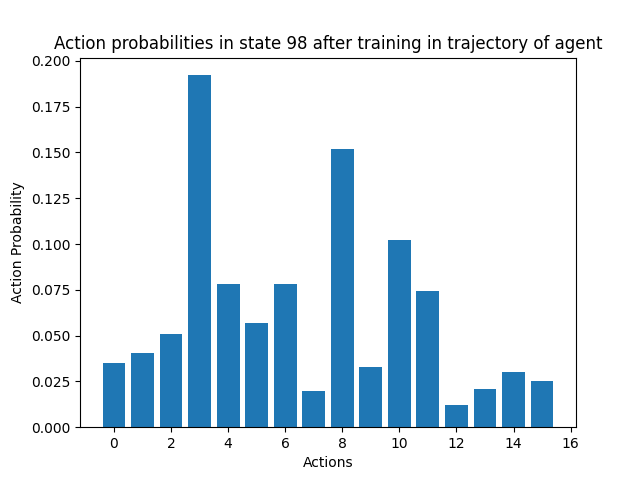 Action probabilities in state 98 after training in trajectory of agent
0.200
0.175
0.150
0.125
0.100
0.075
0.050
0.025
0.000
Action Probability
0 2 4 6 8 10 12 14 16
Actions